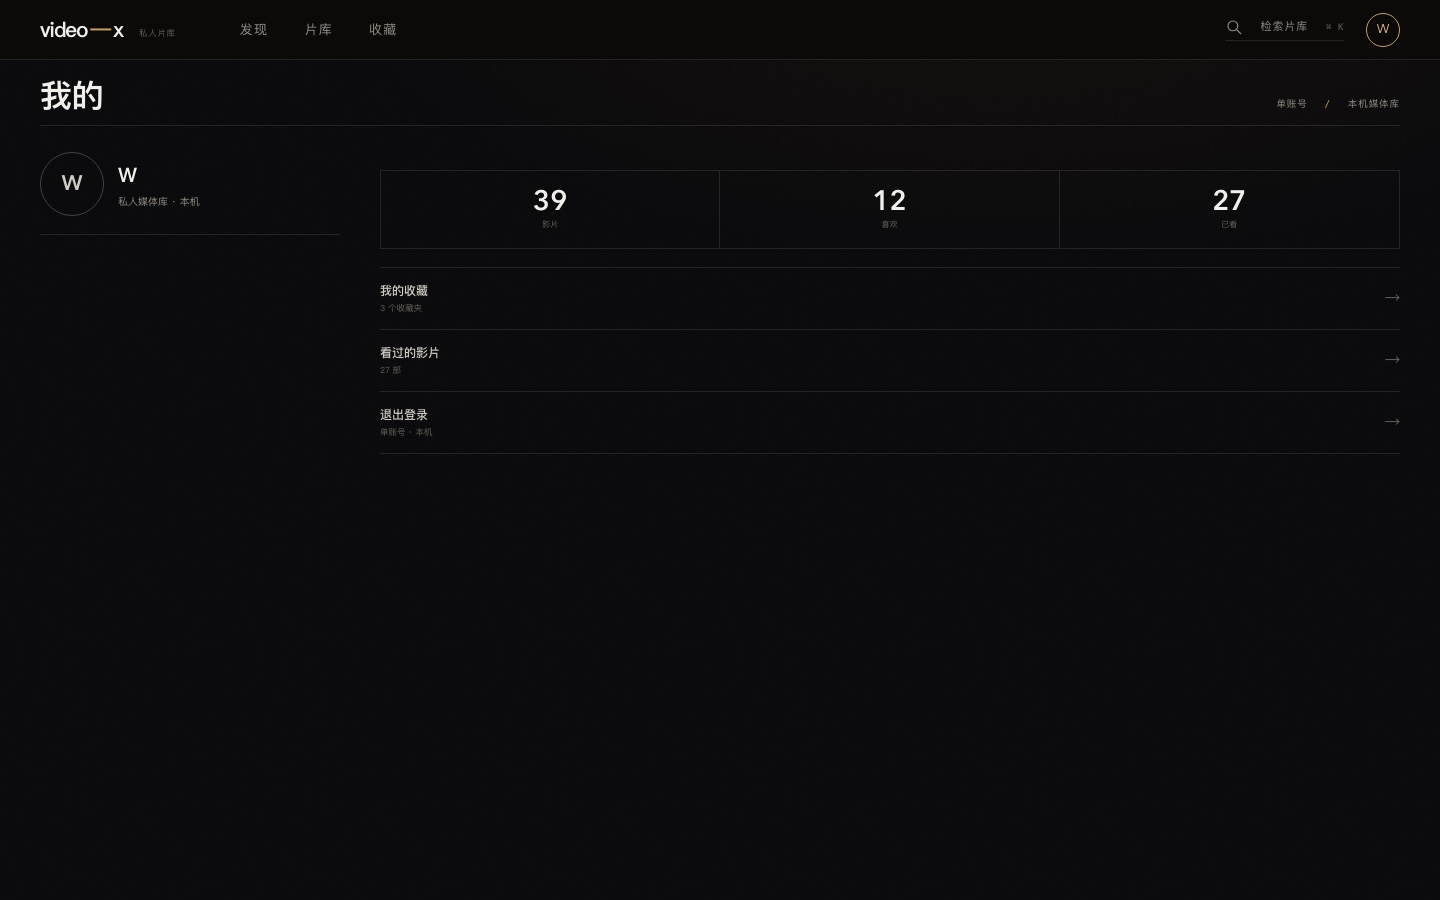 video—x 私人片库 发现 片库 收藏 检索片库 ⌘ K W
我的
单账号 / 本机媒体库
W
W
私人媒体库 · 本机
39 12 27
影片 喜欢 已看
我的收藏 →
3 个收藏夹
看过的影片 →
27 部
退出登录 →
单账号 · 本机